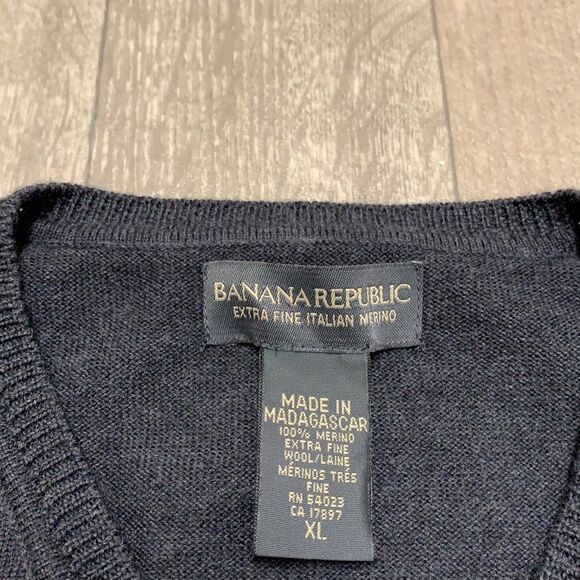 BANANA REPUBLIC
EXTRA FINE ITALIAN MERINO
MADE IN
MADAGASCAR
100% MERINO
EXTRA FINE
WOOL/LAINE
MÉRINOS TRÉS
FINE
RN 54023
CA 17897
XL